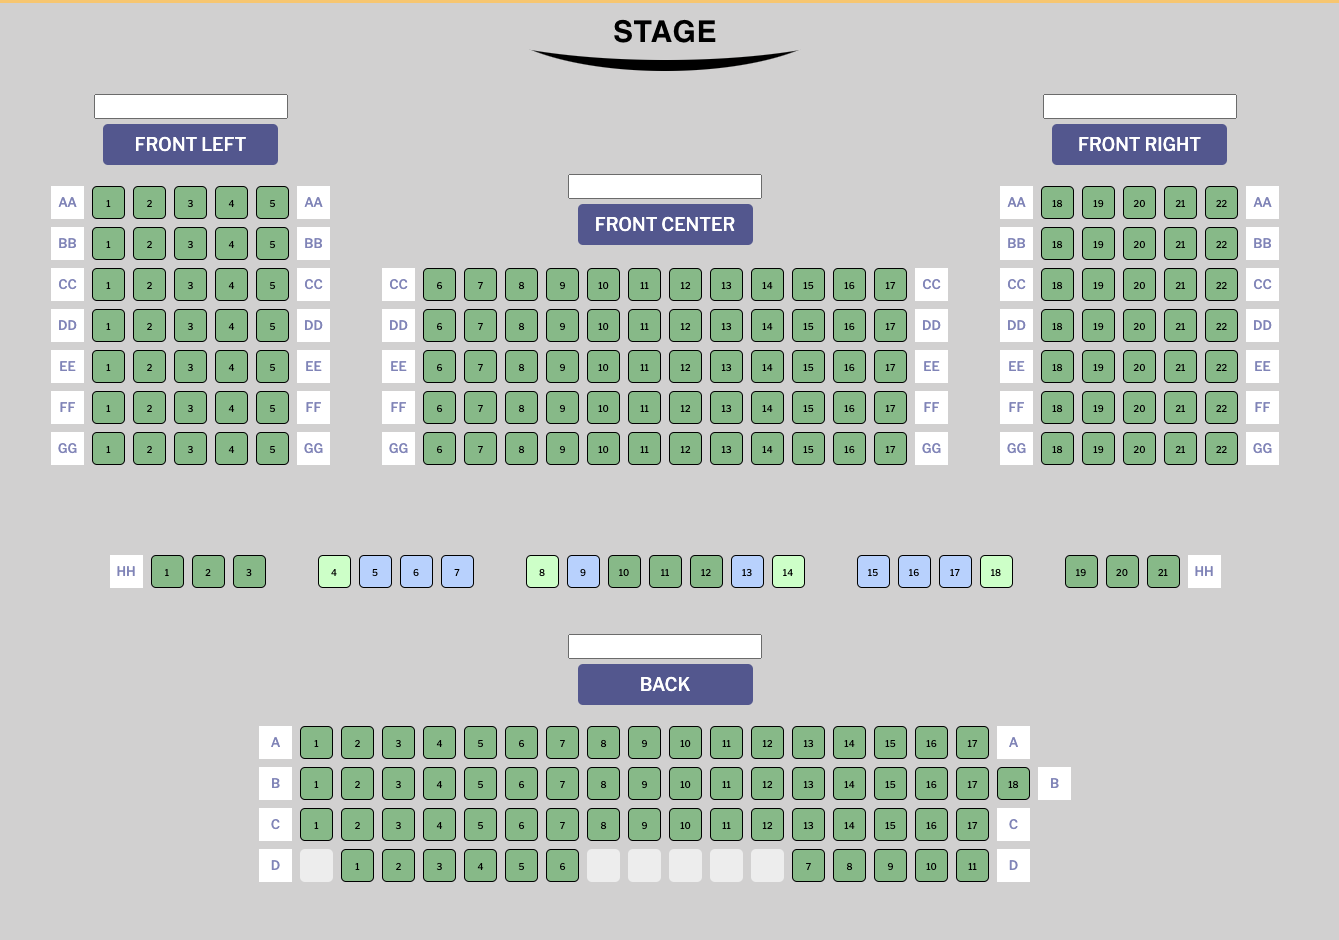 STAGE
FRONT LEFT
FRONT RIGHT
FRONT CENTER
AA 1 2 3 4 5 AA
BB 1 2 3 4 5 BB
CC 1 2 3 4 5 CC
DD 1 2 3 4 5 DD
EE 1 2 3 4 5 EE
FF 1 2 3 4 5 FF
GG 1 2 3 4 5 GG
CC 6 7 8 9 10 11 12 13 14 15 16 17 CC
DD 6 7 8 9 10 11 12 13 14 15 16 17 DD
EE 6 7 8 9 10 11 12 13 14 15 16 17 EE
FF 6 7 8 9 10 11 12 13 14 15 16 17 FF
GG 6 7 8 9 10 11 12 13 14 15 16 17 GG
AA 18 19 20 21 22 AA
BB 18 19 20 21 22 BB
CC 18 19 20 21 22 CC
DD 18 19 20 21 22 DD
EE 18 19 20 21 22 EE
FF 18 19 20 21 22 FF
GG 18 19 20 21 22 GG
HH 1 2 3 4 5 6 7 8 9 10 11 12 13 14 15 16 17 18 19 20 21 HH
BACK
A 1 2 3 4 5 6 7 8 9 10 11 12 13 14 15 16 17 A
B 1 2 3 4 5 6 7 8 9 10 11 12 13 14 15 16 17 18 B
C 1 2 3 4 5 6 7 8 9 10 11 12 13 14 15 16 17 C
D 1 2 3 4 5 6 7 8 9 10 11 D